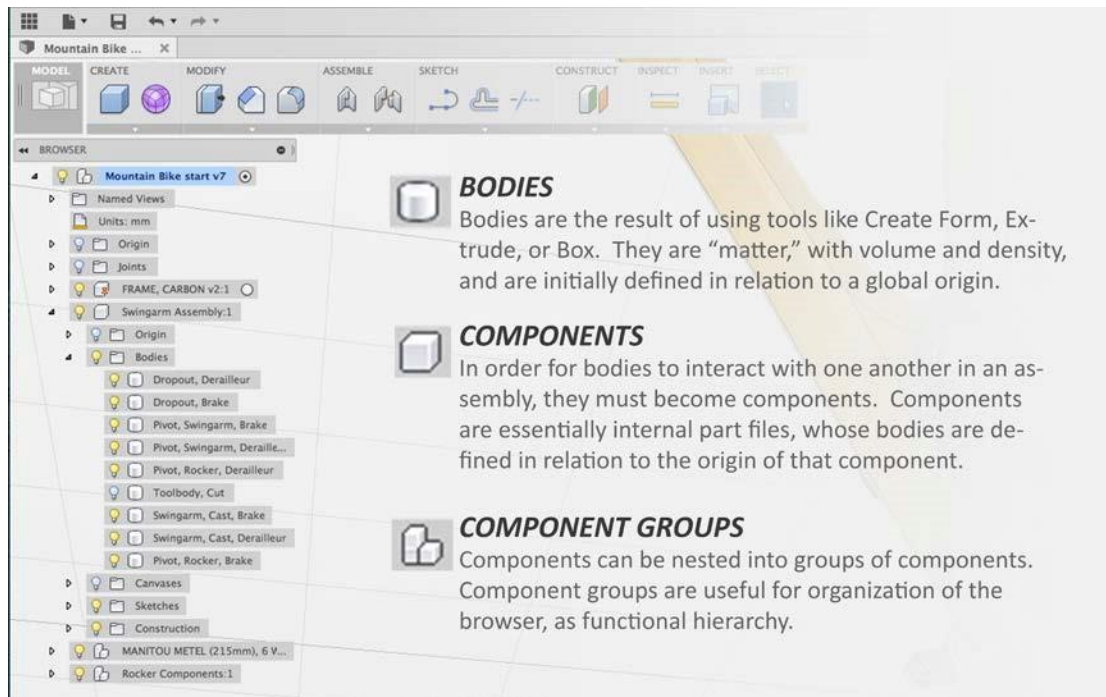 Mountain Bike ...
MODEL CREATE MODIFY ASSEMBLE SKETCH CONSTRUCT INSPECT INSERT SELECT
BROWSER
Mountain Bike start v7
Named Views
Units: mm
Origin
Joints
FRAME, CARBON v2:1
Swingarm Assembly:1
Origin
Bodies
Dropout, Derailleur
Dropout, Brake
Pivot, Swingarm, Brake
Pivot, Swingarm, Deraille...
Pivot, Rocker, Derailleur
Toolbody, Cut
Swingarm, Cast, Brake
Swingarm, Cast, Derailleur
Pivot, Rocker, Brake
Canvases
Sketches
Construction
MANITOU METEL (215mm), 6 V...
Rocker Components:1
BODIES
Bodies are the result of using tools like Create Form, Ex-
trude, or Box. They are “matter,” with volume and density,
and are initially defined in relation to a global origin.
COMPONENTS
In order for bodies to interact with one another in an as-
sembly, they must become components. Components
are essentially internal part files, whose bodies are de-
fined in relation to the origin of that component.
COMPONENT GROUPS
Components can be nested into groups of components.
Component groups are useful for organization of the
browser, as functional hierarchy.